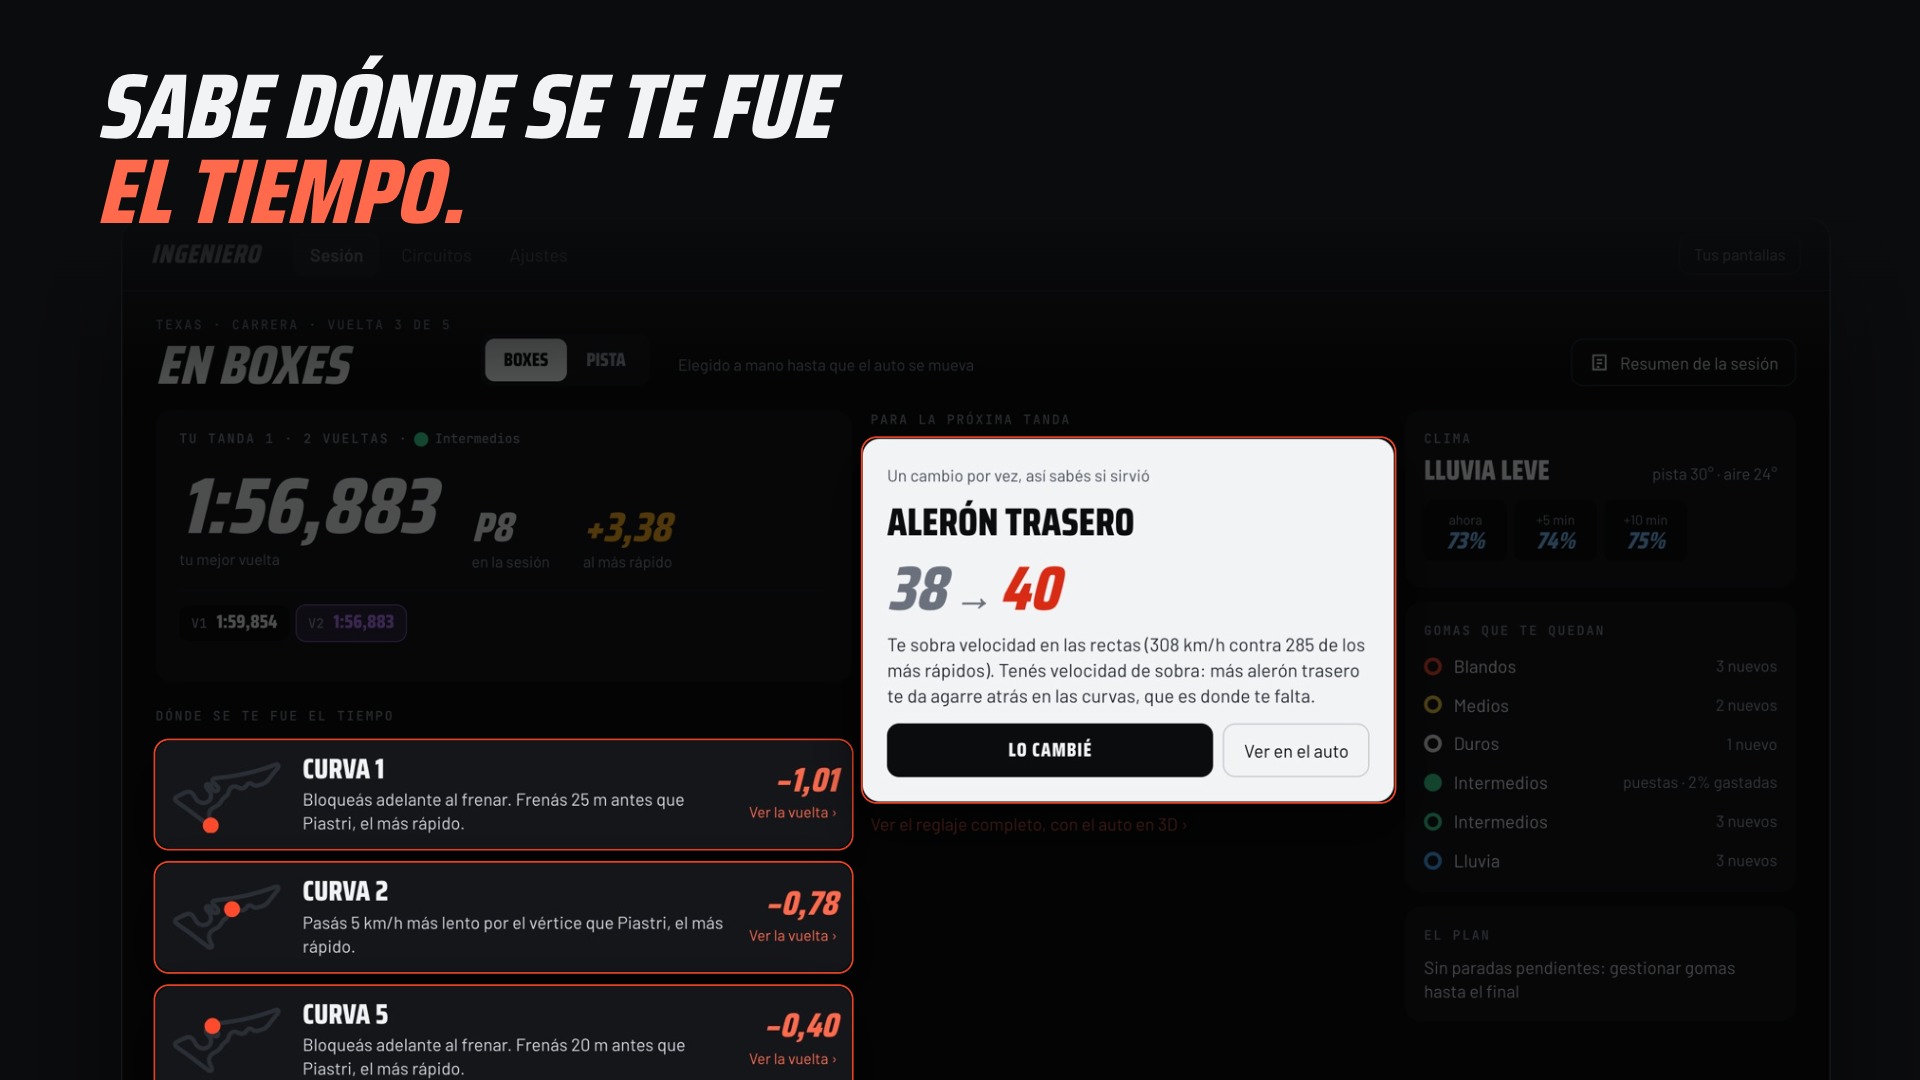 SABE DÓNDE SE TE FUE
EL TIEMPO.
INGENIERO
Sesión
Circuitos
Ajustes
Tus pantallas
TEXAS · CARRERA · VUELTA 3 DE 5
EN BOXES
BOXES
PISTA
Elegido a mano hasta que el auto se mueva
Resumen de la sesión
TU TANDA 1 · 2 VUELTAS · Intermedios
1:56,883
tu mejor vuelta
P8
en la sesión
+3,38
al más rápido
V1 1:59,854
V2 1:56,883
DÓNDE SE TE FUE EL TIEMPO
CURVA 1
Bloqueás adelante al frenar. Frenás 25 m antes que
Piastri, el más rápido.
−1,01
Ver la vuelta ›
CURVA 2
Pasás 5 km/h más lento por el vértice que Piastri, el más
rápido.
−0,78
Ver la vuelta ›
CURVA 5
Bloqueás adelante al frenar. Frenás 20 m antes que
Piastri, el más rápido.
−0,40
Ver la vuelta ›
PARA LA PRÓXIMA TANDA
Un cambio por vez, así sabés si sirvió
ALERÓN TRASERO
38 → 40
Te sobra velocidad en las rectas (308 km/h contra 285 de los
más rápidos). Tenés velocidad de sobra: más alerón trasero
te da agarre atrás en las curvas, que es donde te falta.
LO CAMBIÉ
Ver en el auto
Ver el reglaje completo, con el auto en 3D ›
CLIMA
LLUVIA LEVE
pista 30° · aire 24°
ahora
73%
+5 min
74%
+10 min
75%
GOMAS QUE TE QUEDAN
Blandos 3 nuevos
Medios 2 nuevos
Duros 1 nuevo
Intermedios puestas · 2% gastadas
Intermedios 3 nuevos
Lluvia 3 nuevos
EL PLAN
Sin paradas pendientes: gestionar gomas
hasta el final